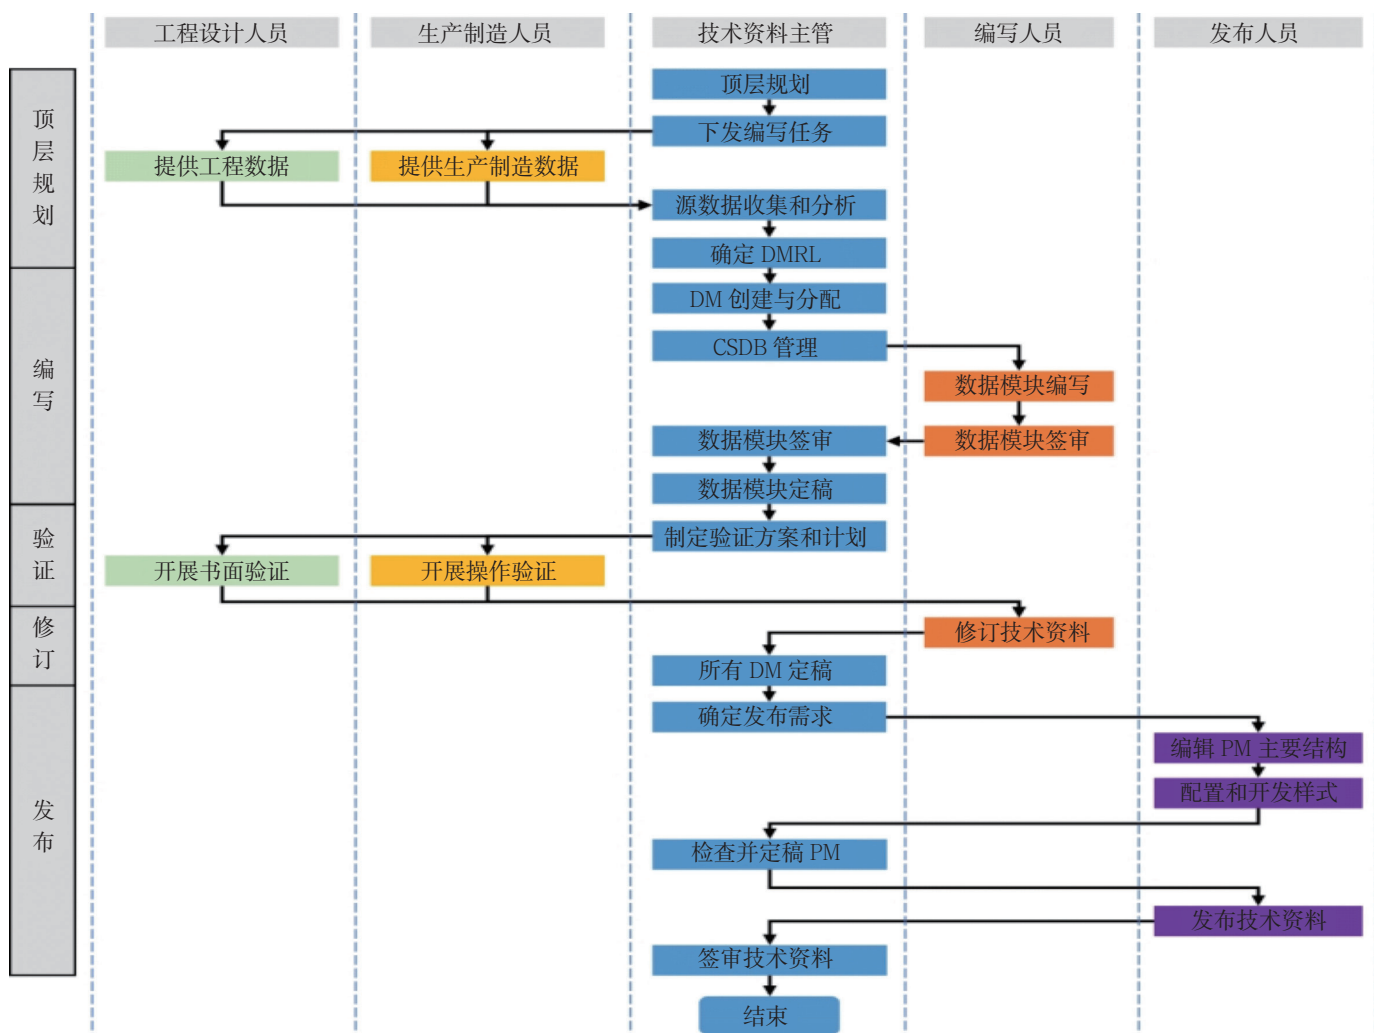 工程设计人员
生产制造人员
技术资料主管
编写人员
发布人员
顶层规划
顶层规划
下发编写任务
提供工程数据
提供生产制造数据
源数据收集和分析
确定 DMRL
编写
DM 创建与分配
CSDB 管理
数据模块编写
数据模块签审
数据模块签审
数据模块定稿
验证
制定验证方案和计划
开展书面验证
开展操作验证
修订
修订技术资料
所有 DM 定稿
发布
确定发布需求
编辑 PM 主要结构
配置和开发样式
检查并定稿 PM
发布技术资料
签审技术资料
结束